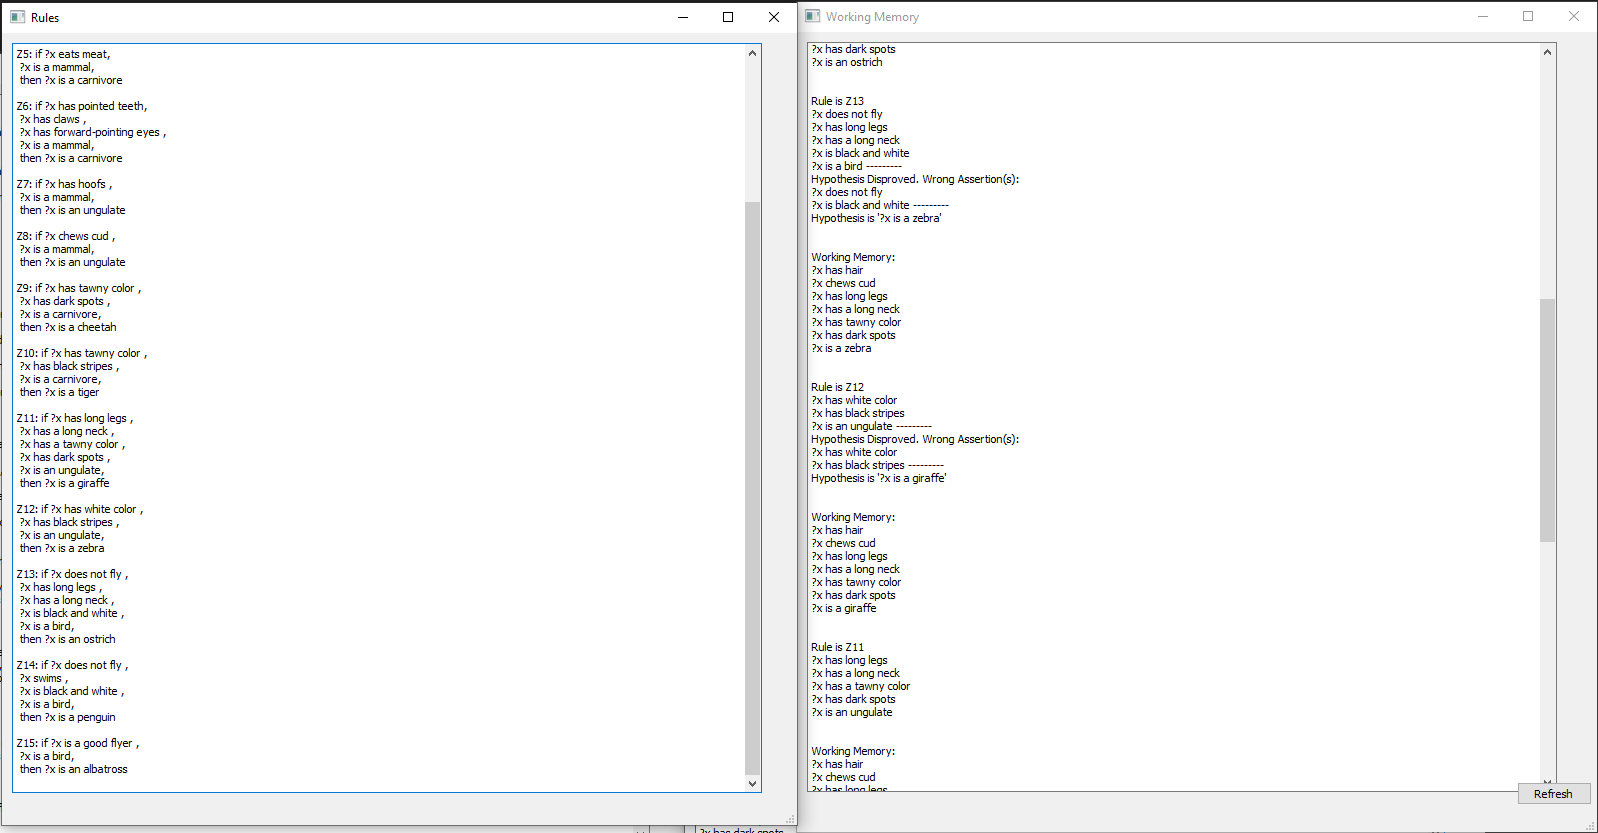 Rules
Z5: if ?x eats meat,
?x is a mammal,
then ?x is a carnivore
Z6: if ?x has pointed teeth,
?x has claws ,
?x has forward-pointing eyes ,
?x is a mammal,
then ?x is a carnivore
Z7: if ?x has hoofs ,
?x is a mammal,
then ?x is an ungulate
Z8: if ?x chews cud ,
?x is a mammal,
then ?x is an ungulate
Z9: if ?x has tawny color ,
?x has dark spots ,
?x is a carnivore,
then ?x is a cheetah
Z10: if ?x has tawny color ,
?x has black stripes ,
?x is a carnivore,
then ?x is a tiger
Z11: if ?x has long legs ,
?x has a long neck ,
?x has a tawny color ,
?x has dark spots ,
?x is an ungulate,
then ?x is a giraffe
Z12: if ?x has white color ,
?x has black stripes ,
?x is an ungulate,
then ?x is a zebra
Z13: if ?x does not fly ,
?x has long legs ,
?x has a long neck ,
?x is black and white ,
?x is a bird,
then ?x is an ostrich
Z14: if ?x does not fly ,
?x swims ,
?x is black and white ,
?x is a bird,
then ?x is a penguin
Z15: if ?x is a good flyer ,
?x is a bird,
then ?x is an albatross
Working Memory
?x has dark spots
?x is an ostrich
Rule is Z13
?x does not fly
?x has long legs
?x has a long neck
?x is black and white
?x is a bird ---------
Hypothesis Disproved. Wrong Assertion(s):
?x does not fly
?x is black and white ---------
Hypothesis is '?x is a zebra'
Working Memory:
?x has hair
?x chews cud
?x has long legs
?x has a long neck
?x has tawny color
?x has dark spots
?x is a zebra
Rule is Z12
?x has white color
?x has black stripes
?x is an ungulate ---------
Hypothesis Disproved. Wrong Assertion(s):
?x has white color
?x has black stripes ---------
Hypothesis is '?x is a giraffe'
Working Memory:
?x has hair
?x chews cud
?x has long legs
?x has a long neck
?x has tawny color
?x has dark spots
?x is a giraffe
Rule is Z11
?x has long legs
?x has a long neck
?x has a tawny color
?x has dark spots
?x is an ungulate
Working Memory:
?x has hair
?x chews cud
?x has long legs
Refresh
?x has dark spots